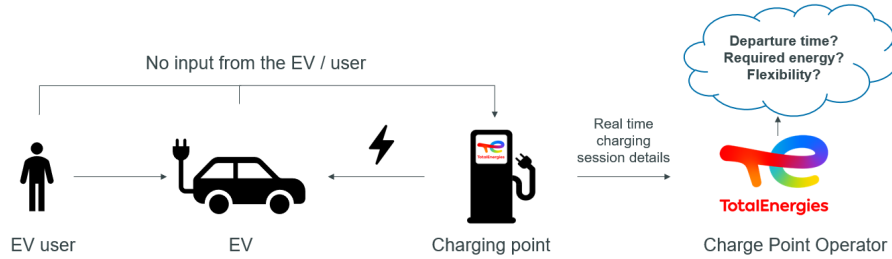 No input from the EV / user
Departure time?
Required energy?
Flexibility?
Real time
charging
session details
TotalEnergies
TotalEnergies
EV user
EV
Charging point
Charge Point Operator